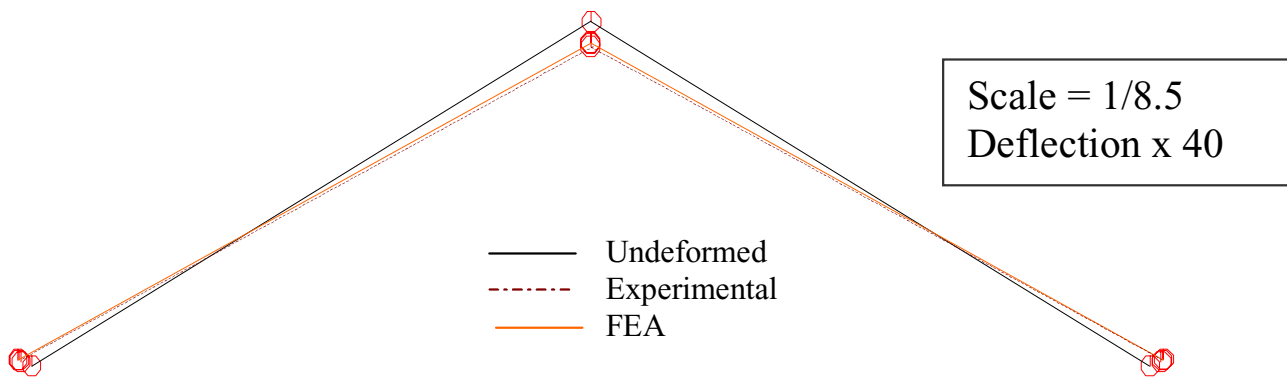 Scale = 1/8.5
Deflection x 40
Undeformed
Experimental
FEA